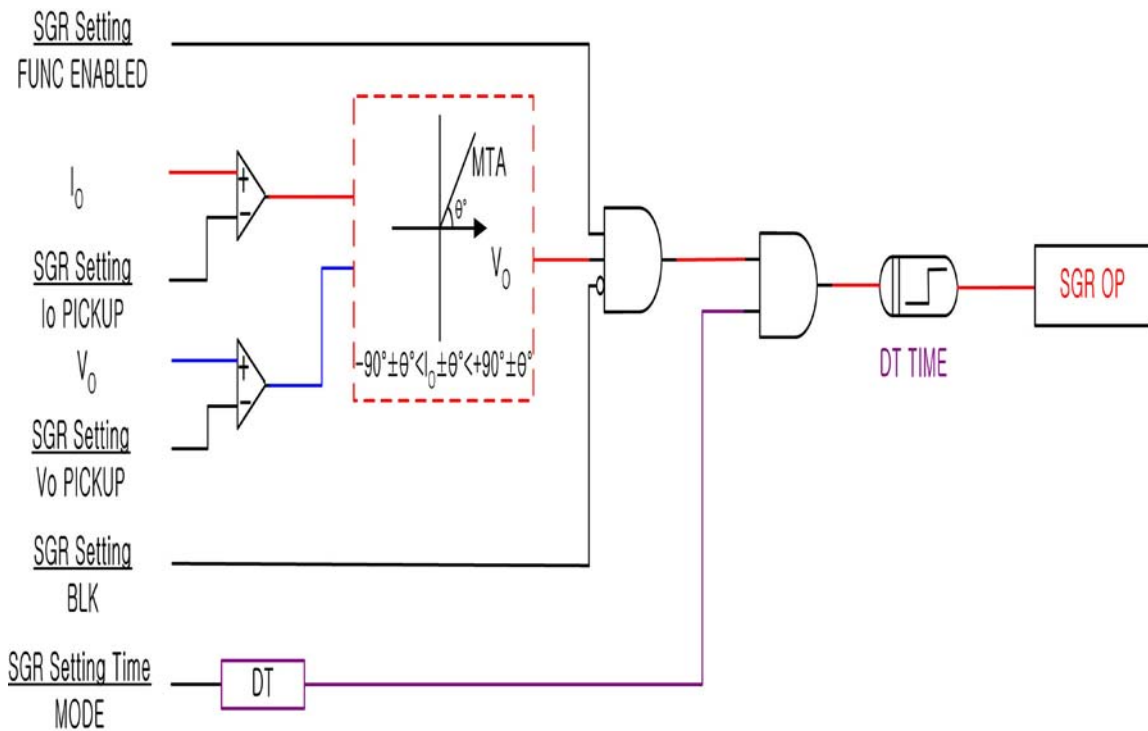 SGR Setting
FUNC ENABLED
I₀
+
−
SGR Setting
Io PICKUP
V₀
+
−
SGR Setting
Vo PICKUP
MTA
θ°
V₀
−90°±θ°<I₀±θ°<+90°±θ°
SGR Setting
BLK
SGR Setting Time
MODE
DT
DT TIME
SGR OP